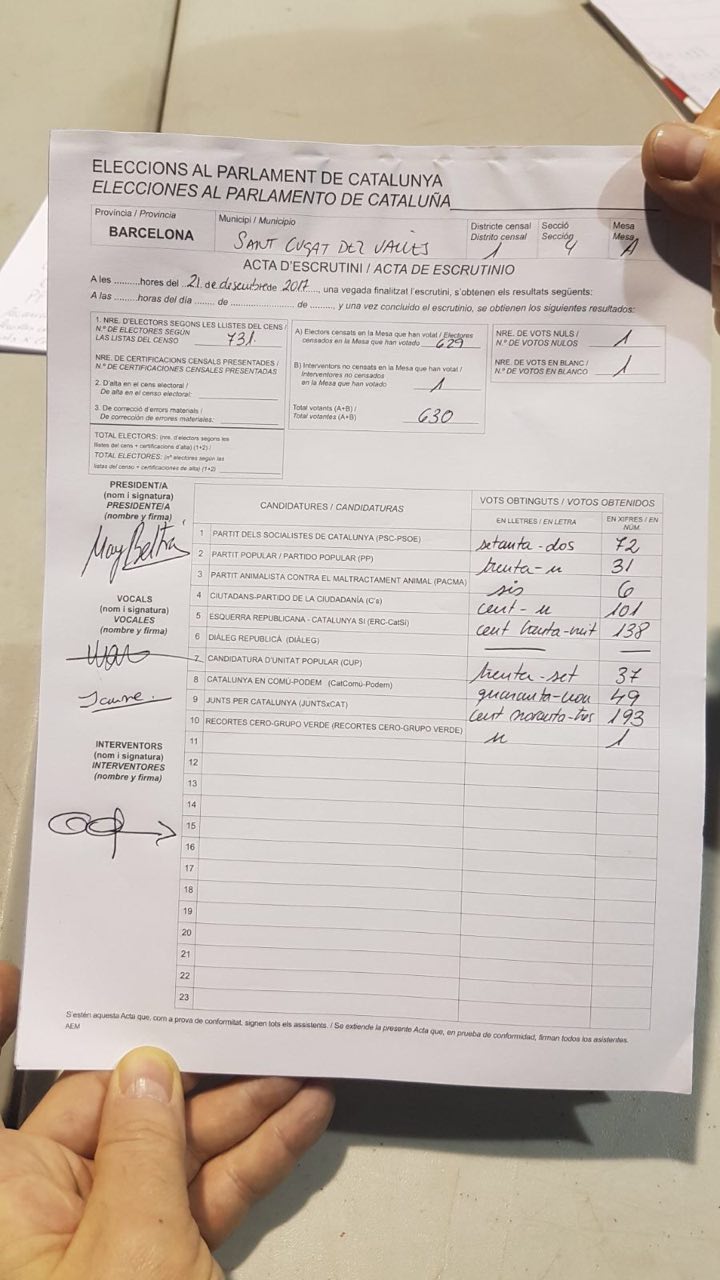 ELECCIONS AL PARLAMENT DE CATALUNYA
ELECCIONES AL PARLAMENTO DE CATALUÑA
Província / Provincia
BARCELONA
Municipi / Municipio
SANT CUGAT DEL VALLÈS
Districte censal
Distrito censal
1
Secció
Sección
4
Mesa
Mesa
A
ACTA D'ESCRUTINI / ACTA DE ESCRUTINIO
A les .........hores del 21 de desembre de 2017, una vegada finalitzat l'escrutini, s'obtenen els resultats següents:
A las .........horas del día ....... de ....................... de ........., y una vez concluido el escrutinio, se obtienen los siguientes resultados:
1. NRE. D'ELECTORS SEGONS LES LLISTES DEL CENS /
N.º DE ELECTORES SEGÚN
LAS LISTAS DEL CENSO
731
NRE. DE CERTIFICACIONS CENSALS PRESENTADES /
N.º DE CERTIFICACIONES CENSALES PRESENTADAS
2. D'alta en el cens electoral /
De alta en el censo electoral:
3. De correcció d'errors materials /
De corrección de errores materiales:
TOTAL ELECTORS: (nre. d'electors segons les
llistes del cens + certificacions d'alta) (1+2) /
TOTAL ELECTORES: (nº electores según las
listas del censo + certificaciones de alta) (1+2)
A) Electors censats en la Mesa que han votat / Electores
censados en la Mesa que han votado 629
B) Interventors no censats en la Mesa que han votat /
Interventores no censados
en la Mesa que han votado
1
Total votants (A+B) /
Total votantes (A+B)
630
NRE. DE VOTS NULS /
N.º DE VOTOS NULOS
1
NRE. DE VOTS EN BLANC /
N.º DE VOTOS EN BLANCO
1
PRESIDENT/A
(nom i signatura)
PRESIDENTE/A
(nombre y firma)
VOCALS
(nom i signatura)
VOCALES
(nombre y firma)
Jaume
INTERVENTORS
(nom i signatura)
INTERVENTORES
(nombre y firma)
CANDIDATURES / CANDIDATURAS
VOTS OBTINGUTS / VOTOS OBTENIDOS
EN LLETRES / EN LETRA
EN XIFRES / EN NÚM.
1 PARTIT DELS SOCIALISTES DE CATALUNYA (PSC-PSOE) setanta-dos 72
2 PARTIT POPULAR / PARTIDO POPULAR (PP) trenta-u 31
3 PARTIT ANIMALISTA CONTRA EL MALTRACTAMENT ANIMAL (PACMA) sis 6
4 CIUTADANS-PARTIDO DE LA CIUDADANÍA (C's) cent-u 101
5 ESQUERRA REPUBLICANA - CATALUNYA SÍ (ERC-CatSí) cent trenta-vuit 138
6 DIÀLEG REPUBLICÀ (DIÀLEG)
7 CANDIDATURA D'UNITAT POPULAR (CUP) trenta-set 37
8 CATALUNYA EN COMÚ-PODEM (CatComú-Podem) quaranta-nou 49
9 JUNTS PER CATALUNYA (JUNTSxCAT) cent noranta-tres 193
10 RECORTES CERO-GRUPO VERDE (RECORTES CERO-GRUPO VERDE) u 1
11
12
13
14
15
16
17
18
19
20
21
22
23
S'estén aquesta Acta que, com a prova de conformitat, signen tots els assistents. / Se extiende la presente Acta que, en prueba de conformidad, firman todos los asistentes.
AEM